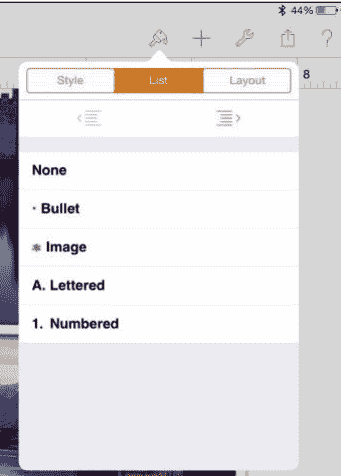 44%
?
Style List Layout
8
None
• Bullet
✽ Image
A. Lettered
1. Numbered